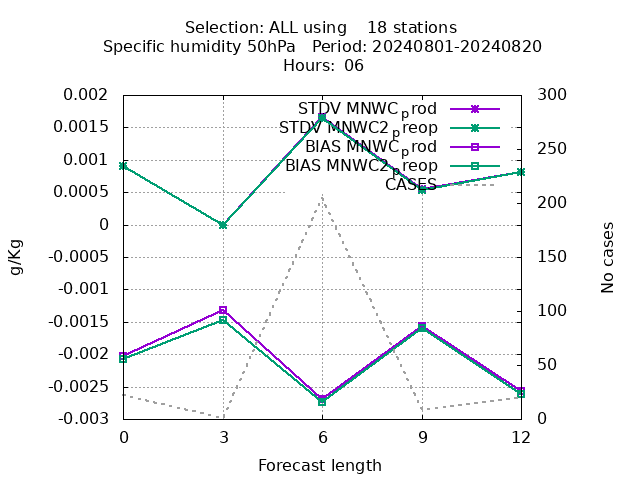 Selection: ALL using 18 stations
Specific humidity 50hPa Period: 20240801-20240820
Hours: 06
0.002
0.0015
0.001
0.0005
0
-0.0005
-0.001
-0.0015
-0.002
-0.0025
-0.003
g/Kg
STDV MNWC_prod
STDV MNWC2_preop
BIAS MNWC_prod
BIAS MNWC2_preop
CASES
300
250
200
150
100
50
0
No cases
0 3 6 9 12
Forecast length